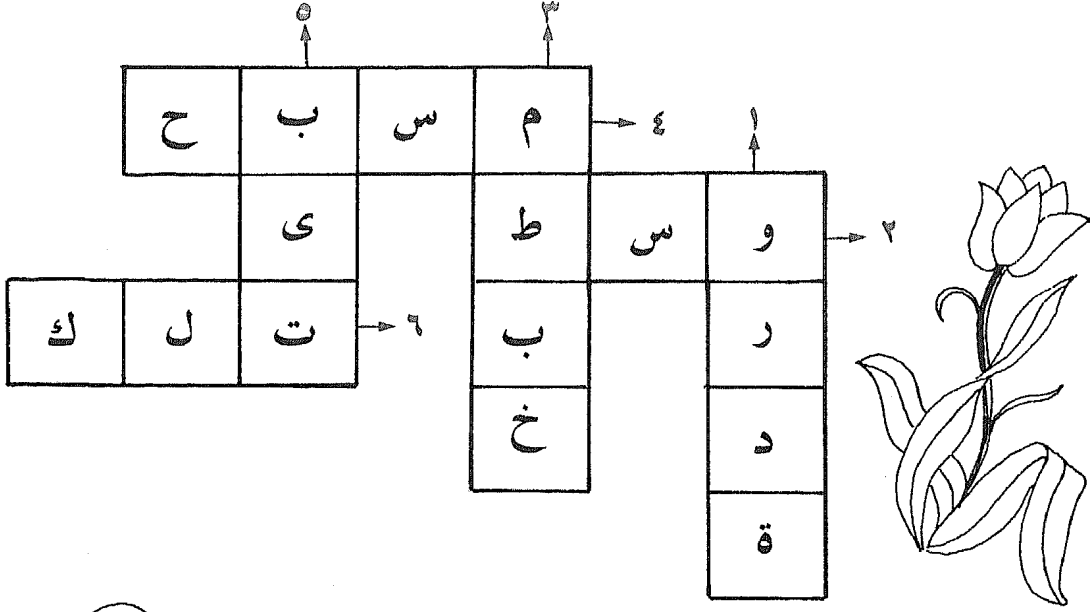 ٥ ٣
٤ م س ب ح
١
٢ و س ط ى
٦ ت ل ك
ر ب
د خ
ة